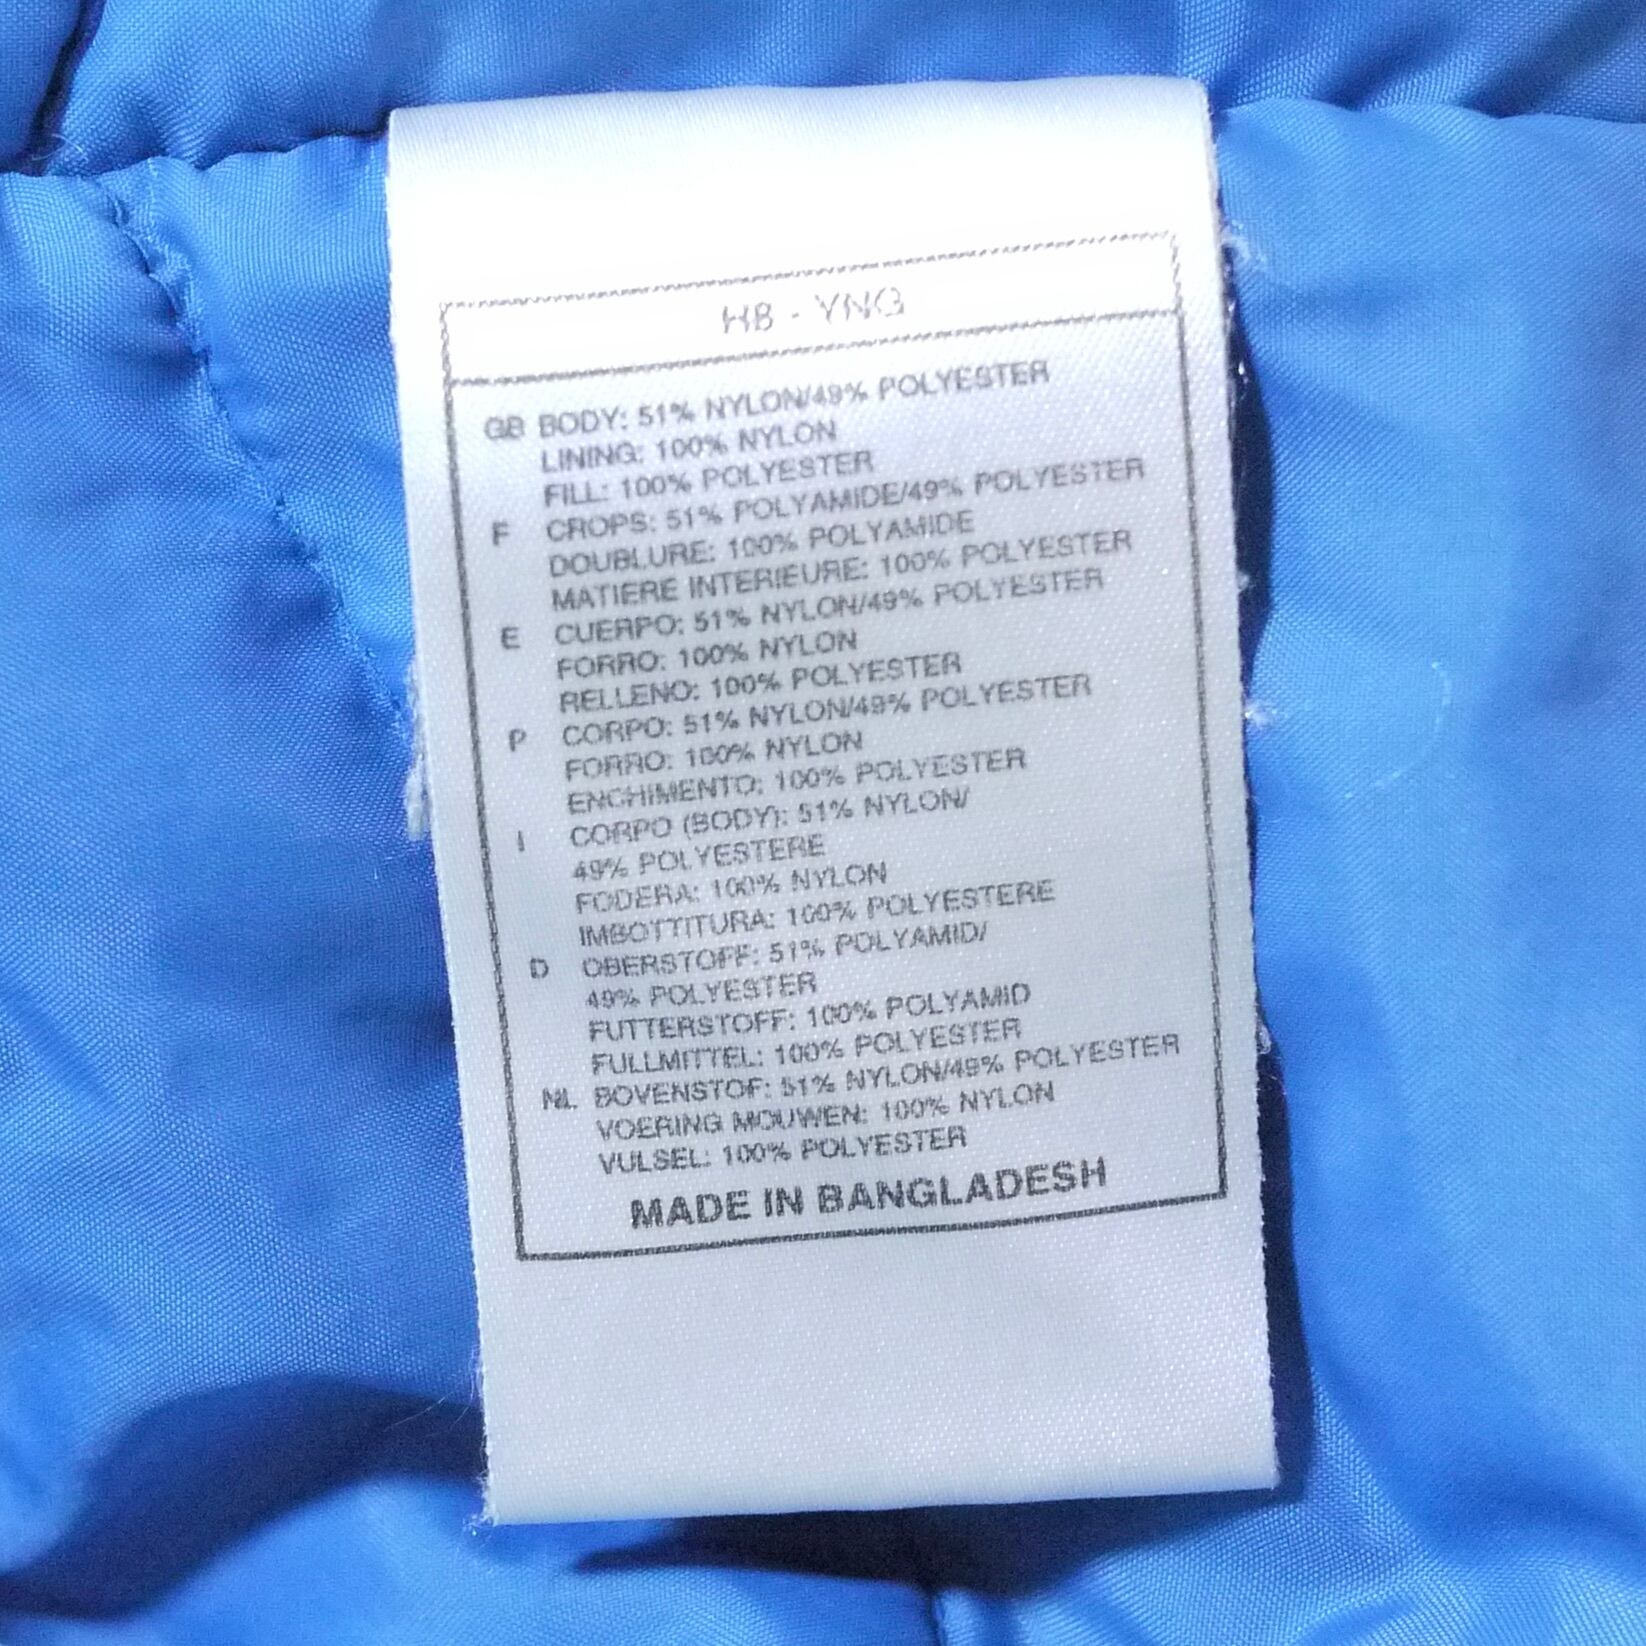 HB - YNG
GB BODY: 51% NYLON/49% POLYESTER
LINING: 100% NYLON
FILL: 100% POLYESTER
F CROPS: 51% POLYAMIDE/49% POLYESTER
DOUBLURE: 100% POLYAMIDE
MATIERE INTERIEURE: 100% POLYESTER
E CUERPO: 51% NYLON/49% POLYESTER
FORRO: 100% NYLON
RELLENO: 100% POLYESTER
P CORPO: 51% NYLON/49% POLYESTER
FORRO: 100% NYLON
ENCHIMENTO: 100% POLYESTER
I CORPO (BODY): 51% NYLON/
49% POLYESTERE
FODERA: 100% NYLON
IMBOTTITURA: 100% POLYESTERE
D OBERSTOFF: 51% POLYAMID/
49% POLYESTER
FUTTERSTOFF: 100% POLYAMID
FULLMITTEL: 100% POLYESTER
NL BOVENSTOF: 51% NYLON/49% POLYESTER
VOERING MOUWEN: 100% NYLON
VULSEL: 100% POLYESTER
MADE IN BANGLADESH